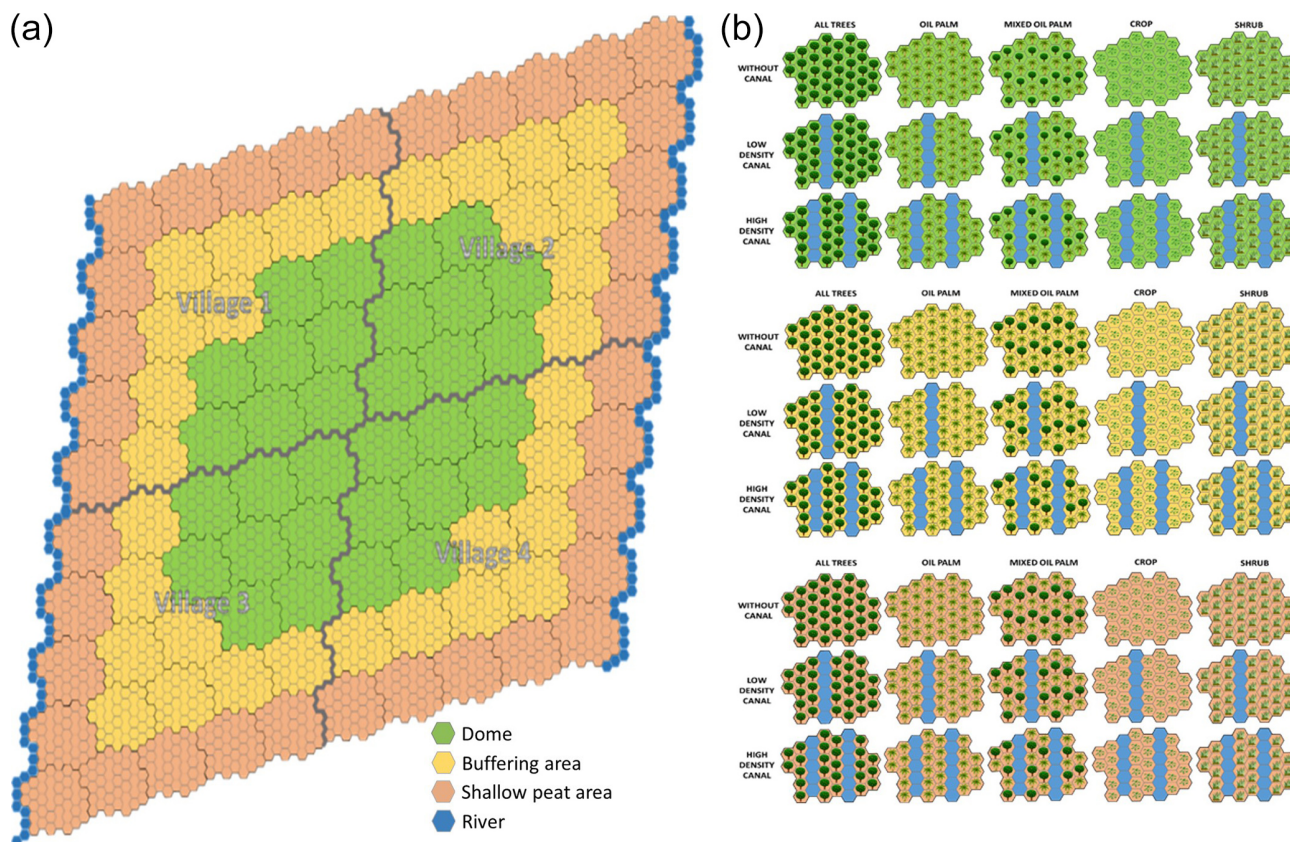 (a)
Village 1
Village 2
Village 3
Village 4
Dome
Buffering area
Shallow peat area
River
(b)
ALL TREES OIL PALM MIXED OIL PALM CROP SHRUB
WITHOUT
CANAL
LOW
DENSITY
CANAL
HIGH
DENSITY
CANAL
ALL TREES OIL PALM MIXED OIL PALM CROP SHRUB
WITHOUT
CANAL
LOW
DENSITY
CANAL
HIGH
DENSITY
CANAL
ALL TREES OIL PALM MIXED OIL PALM CROP SHRUB
WITHOUT
CANAL
LOW
DENSITY
CANAL
HIGH
DENSITY
CANAL